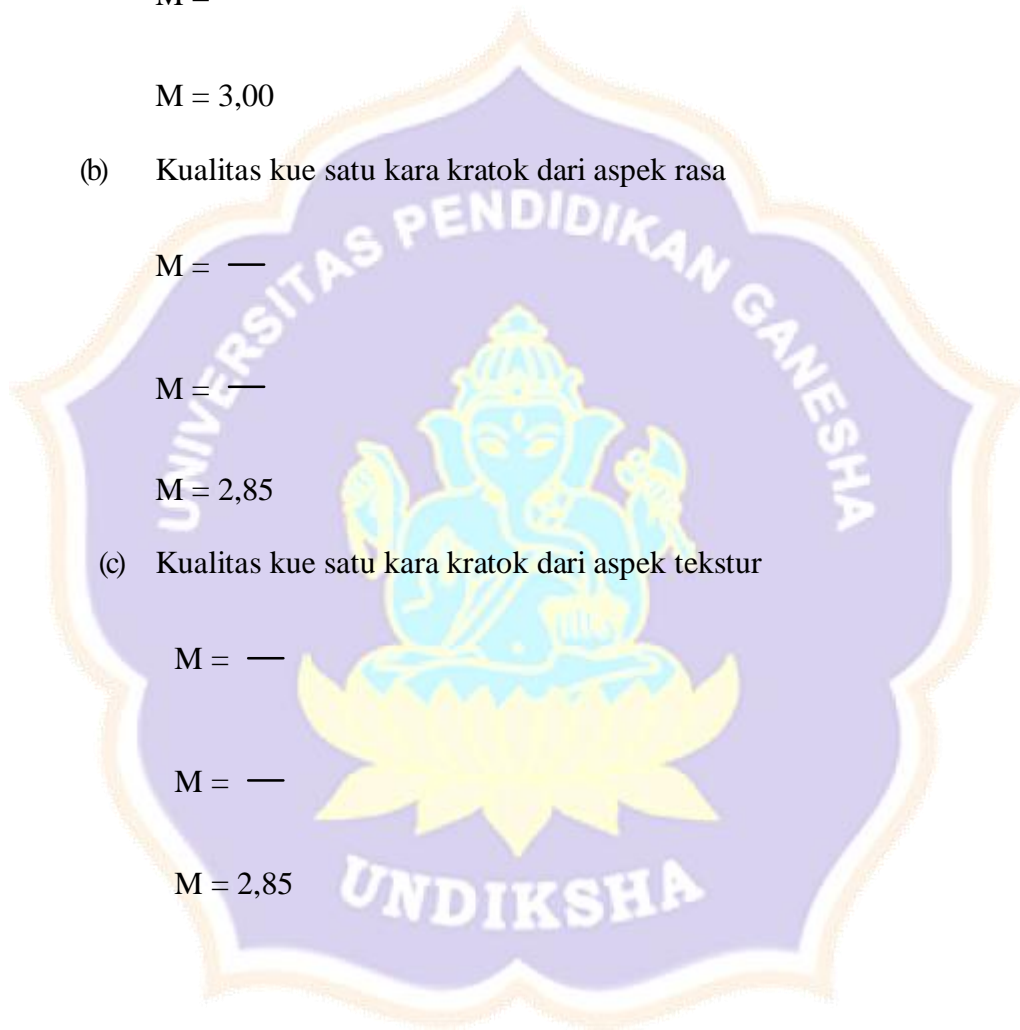 M =
M = 3,00
(b) Kualitas kue satu kara kratok dari aspek rasa
UNIVERSITAS PENDIDIKAN GANESHA
M = —
M = —
M = 2,85
(c) Kualitas kue satu kara kratok dari aspek tekstur
M = —
M = —
M = 2,85
UNDIKSHA